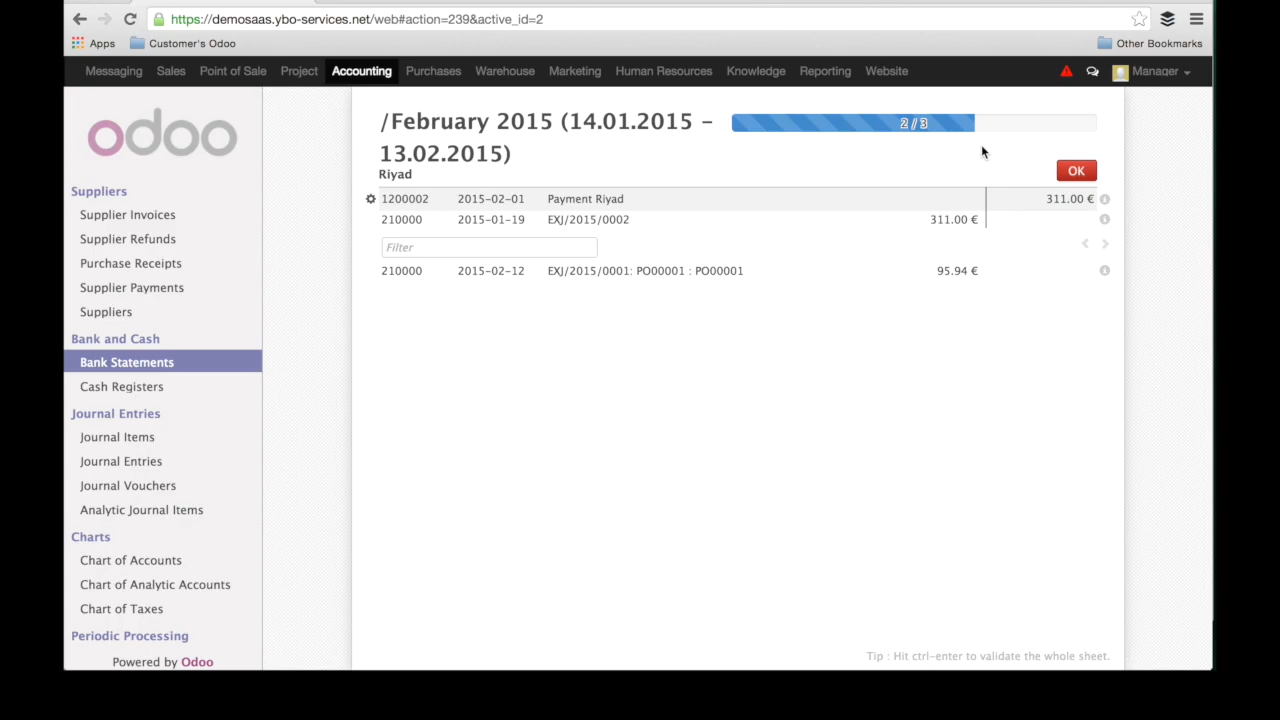 https://demosaas.ybo-services.net/web#action=239&active_id=2
Apps Customer's Odoo Other Bookmarks
Messaging Sales Point of Sale Project Accounting Purchases Warehouse Marketing Human Resources Knowledge Reporting Website Manager
odoo
Suppliers
Supplier Invoices
Supplier Refunds
Purchase Receipts
Supplier Payments
Suppliers
Bank and Cash
Bank Statements
Cash Registers
Journal Entries
Journal Items
Journal Entries
Journal Vouchers
Analytic Journal Items
Charts
Chart of Accounts
Chart of Analytic Accounts
Chart of Taxes
Periodic Processing
Powered by Odoo
/February 2015 (14.01.2015 -
13.02.2015)
2 / 3
Riyad
OK
1200002 2015-02-01 Payment Riyad 311.00 €
210000 2015-01-19 EXJ/2015/0002 311.00 €
Filter
210000 2015-02-12 EXJ/2015/0001: PO00001 : PO00001 95.94 €
Tip : Hit ctrl-enter to validate the whole sheet.